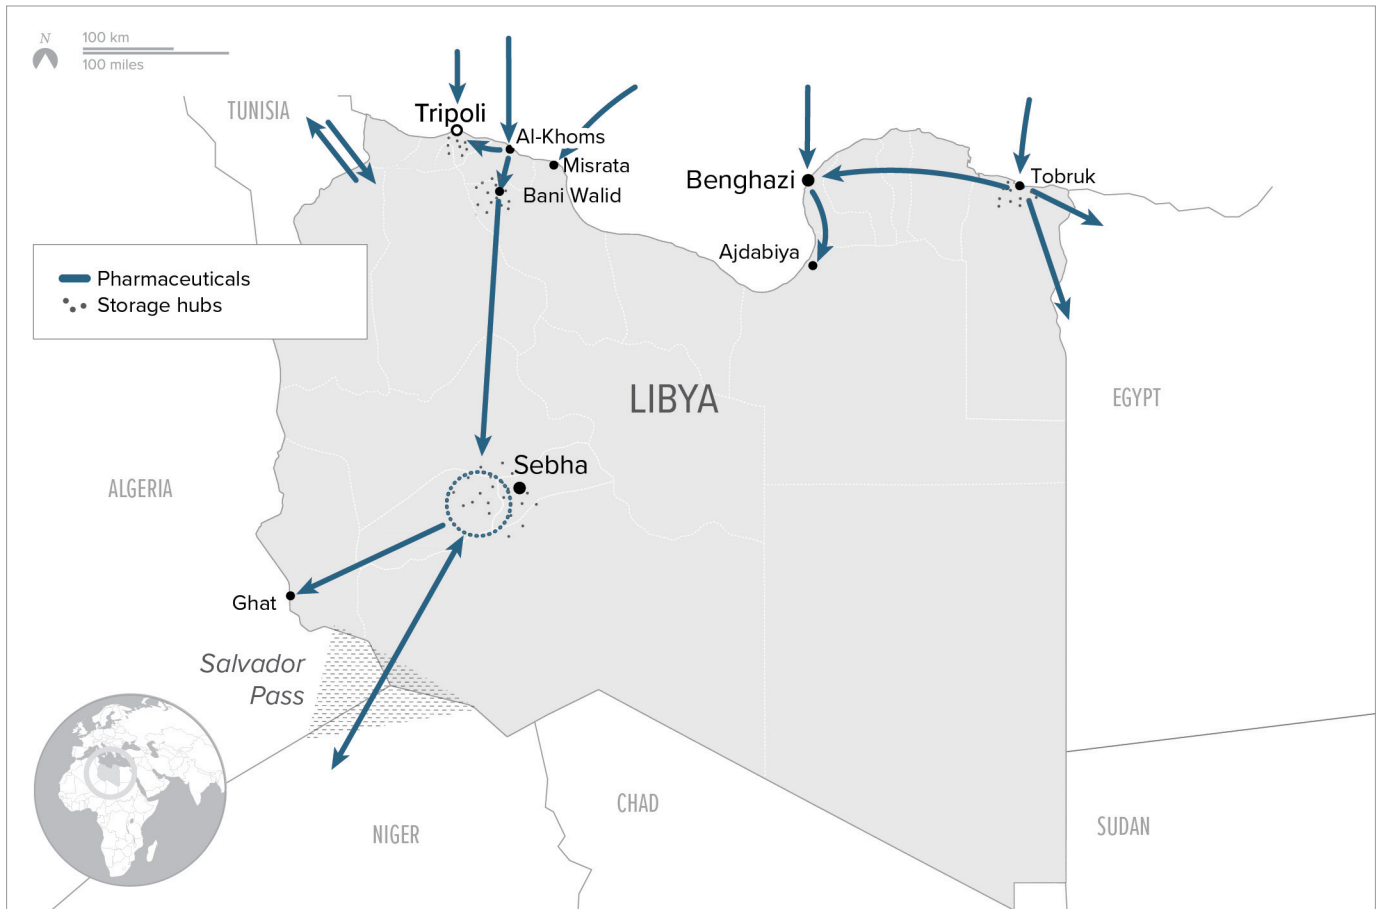 N
100 km
100 miles
TUNISIA
Tripoli
Al-Khoms
Misrata
Bani Walid
Benghazi
Tobruk
Ajdabiya
Pharmaceuticals
Storage hubs
LIBYA
EGYPT
Sebha
ALGERIA
Ghat
Salvador
Pass
CHAD
NIGER
SUDAN